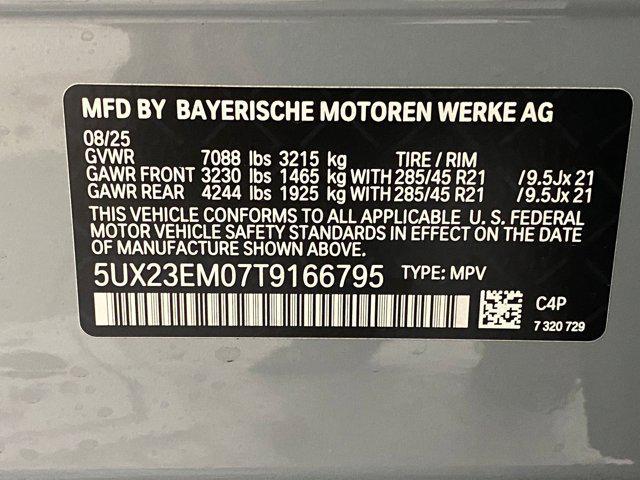 MFD BY BAYERISCHE MOTOREN WERKE AG
08/25
GVWR 7088 lbs 3215 kg TIRE / RIM
GAWR FRONT 3230 lbs 1465 kg WITH 285/45 R21 /9.5Jx 21
GAWR REAR 4244 lbs 1925 kg WITH 285/45 R21 /9.5Jx 21
THIS VEHICLE CONFORMS TO ALL APPLICABLE U. S. FEDERAL
MOTOR VEHICLE SAFETY STANDARDS IN EFFECT ON THE DATE
OF MANUFACTURE SHOWN ABOVE.
5UX23EM07T9166795 TYPE: MPV
C4P
7 320 729